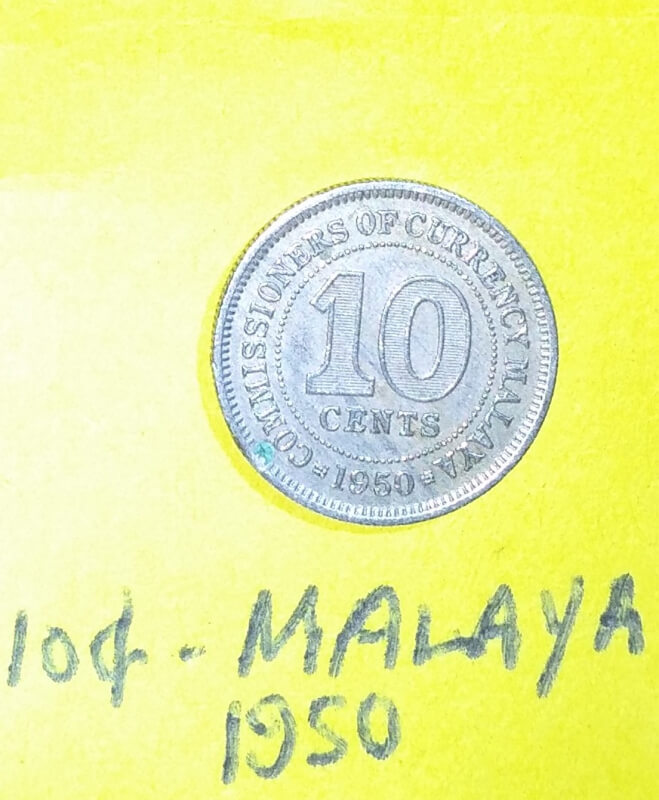 COMMISSIONERS OF CURRENCY MALAYA
10
CENTS
1950
10¢ - MALAYA
1950